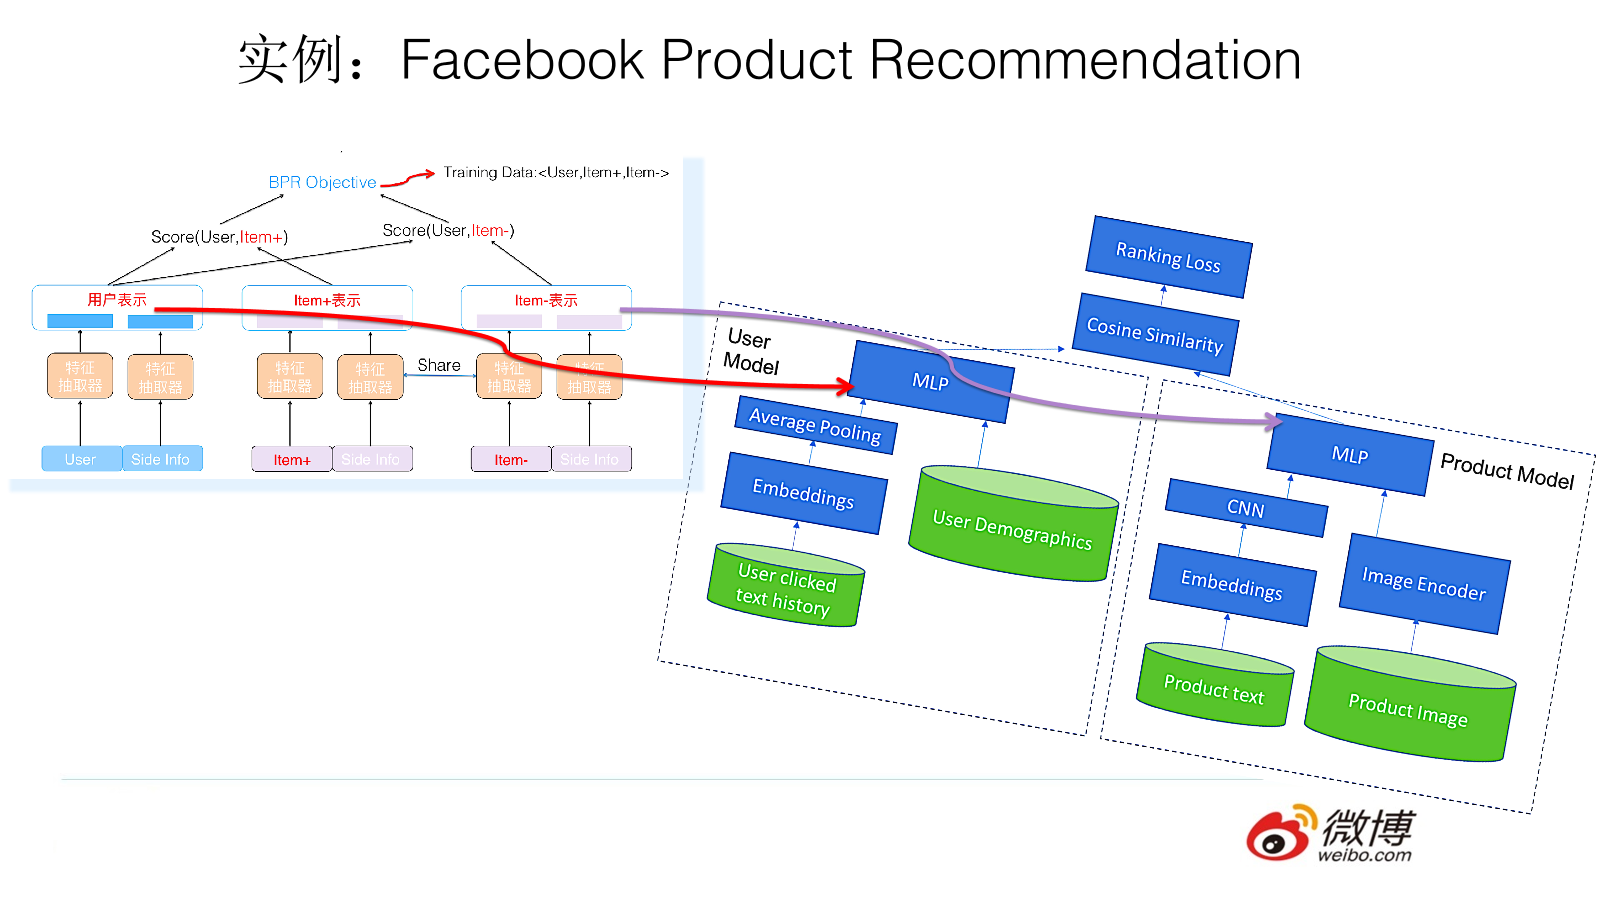 实例：Facebook Product Recommendation
BPR Objective
Training Data:<User,Item+,Item->
Score(User,Item+)
Score(User,Item-)
用户表示
Item+表示
Item-表示
特征
抽取器
特征
抽取器
特征
抽取器
特征
抽取器
Share
特征
抽取器
特征
抽取器
User
Side Info
Item+
Side Info
Item-
Side Info
Ranking Loss
Cosine Similarity
User
Model
MLP
Average Pooling
Embeddings
User Demographics
User clicked
text history
MLP
Product Model
CNN
Embeddings
Image Encoder
Product text
Product Image
微博
weibo.com